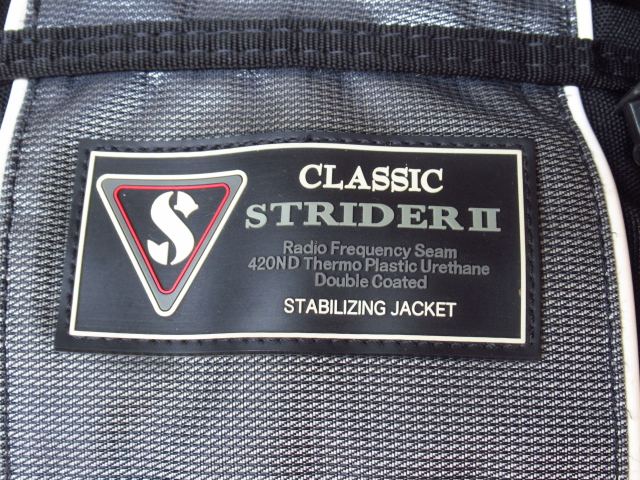 S
CLASSIC
STRIDER II
Radio Frequency Seam
420ND Thermo Plastic Urethane
Double Coated
STABILIZING JACKET